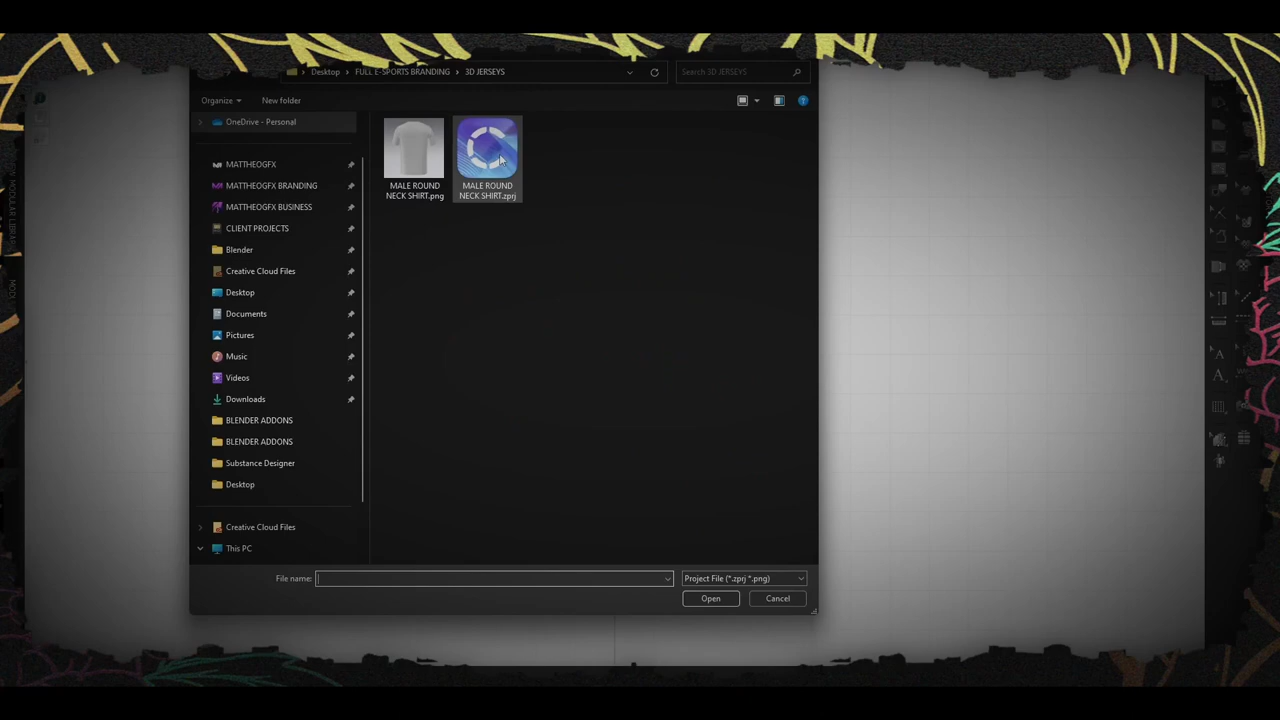 Desktop > FULL E-SPORTS BRANDING > 3D JERSEYS
Search 3D JERSEYS
Organize
New folder
OneDrive - Personal
MATTHEOGFX
MATTHEOGFX BRANDING
MATTHEOGFX BUSINESS
CLIENT PROJECTS
Blender
Creative Cloud Files
Desktop
Documents
Pictures
Music
Videos
Downloads
BLENDER ADDONS
BLENDER ADDONS
Substance Designer
Desktop
Creative Cloud Files
This PC
MALE ROUND
NECK SHIRT.png
MALE ROUND
NECK SHIRT.zprj
File name:
Project File (*.zprj *.png)
Open
Cancel
MODULAR LIBRARY